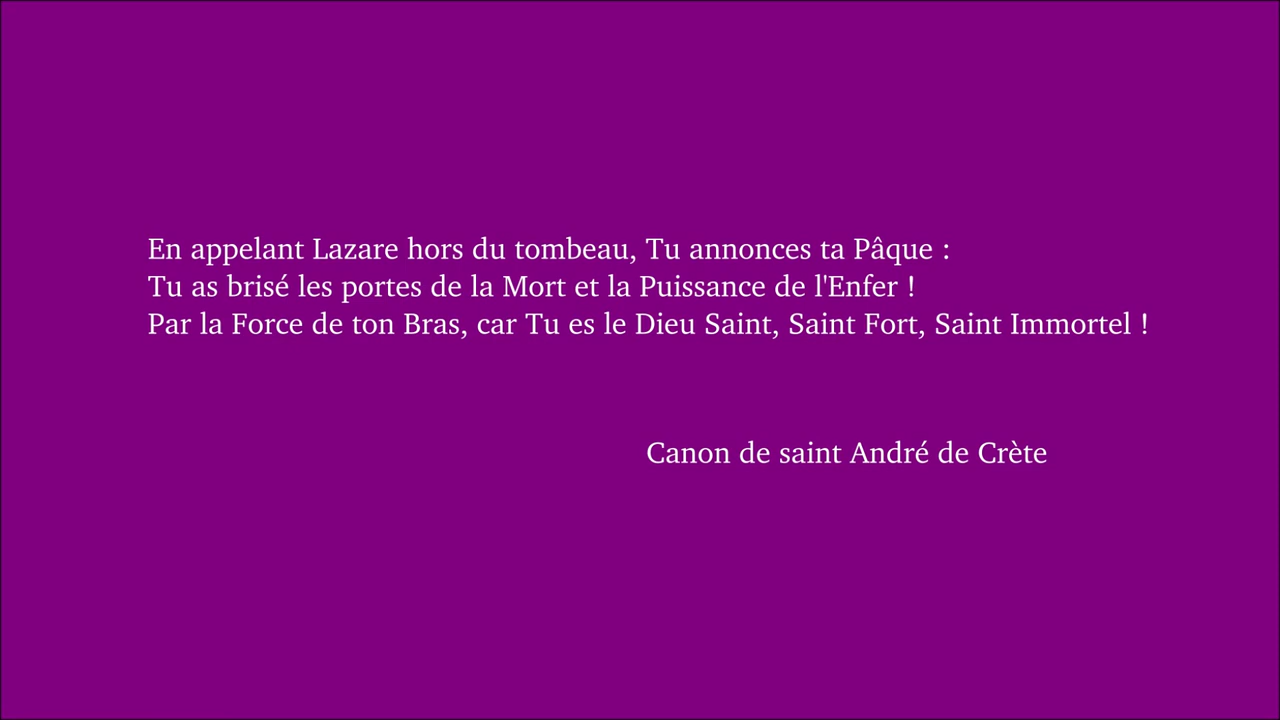 En appelant Lazare hors du tombeau, Tu annonces ta Pâque :
Tu as brisé les portes de la Mort et la Puissance de l'Enfer !
Par la Force de ton Bras, car Tu es le Dieu Saint, Saint Fort, Saint Immortel !
Canon de saint André de Crète